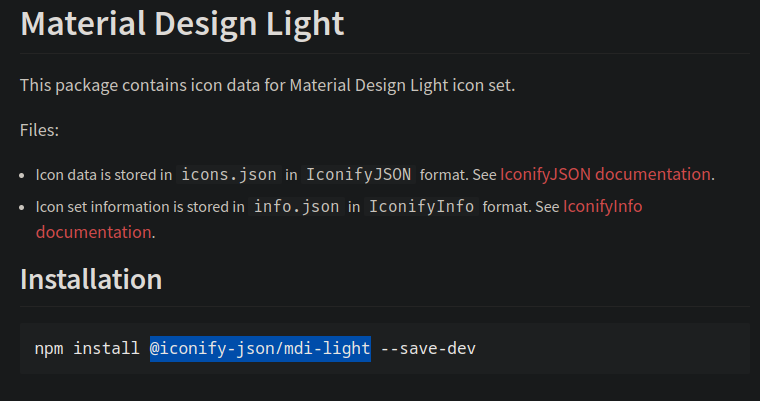 Material Design Light
This package contains icon data for Material Design Light icon set.
Files:
• Icon data is stored in icons.json in IconifyJSON format. See IconifyJSON documentation.
• Icon set information is stored in info.json in IconifyInfo format. See IconifyInfo
documentation.
Installation
npm install @iconify-json/mdi-light --save-dev